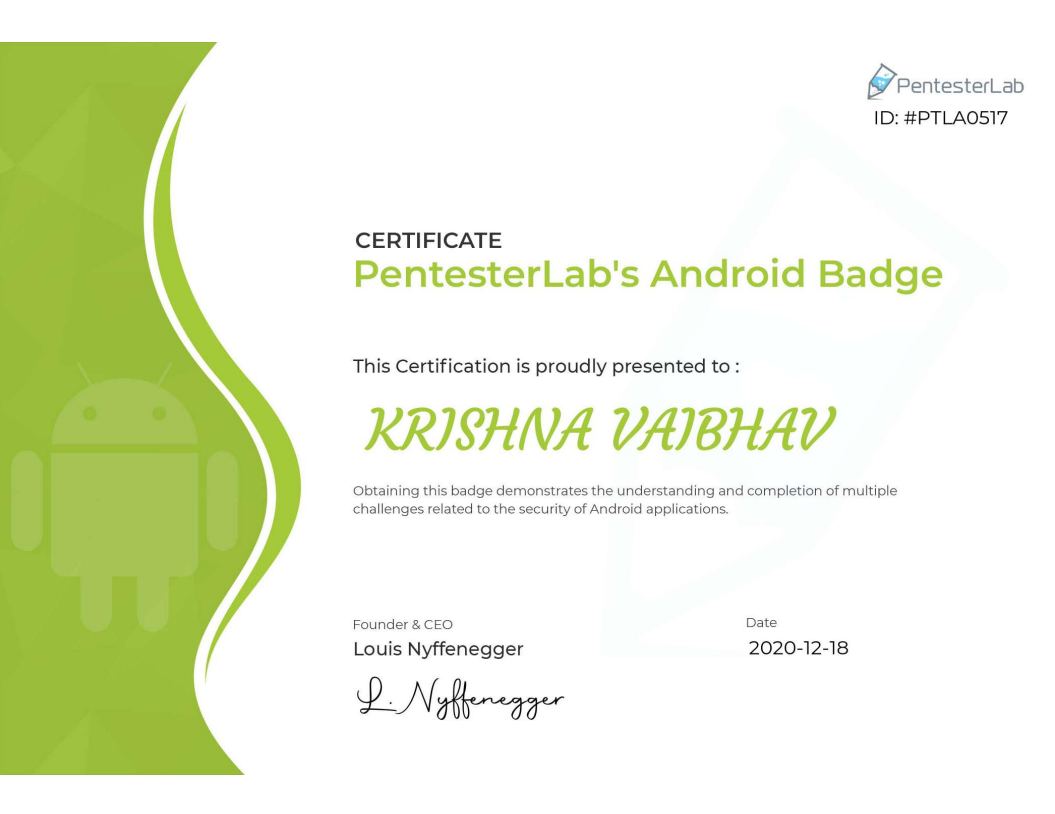 PentesterLab
ID: #PTLA0517
CERTIFICATE
PentesterLab's Android Badge
This Certification is proudly presented to :
KRISHNA VAIBHAV
Obtaining this badge demonstrates the understanding and completion of multiple
challenges related to the security of Android applications.
Founder & CEO
Louis Nyffenegger
L. Nyffenegger
Date
2020-12-18